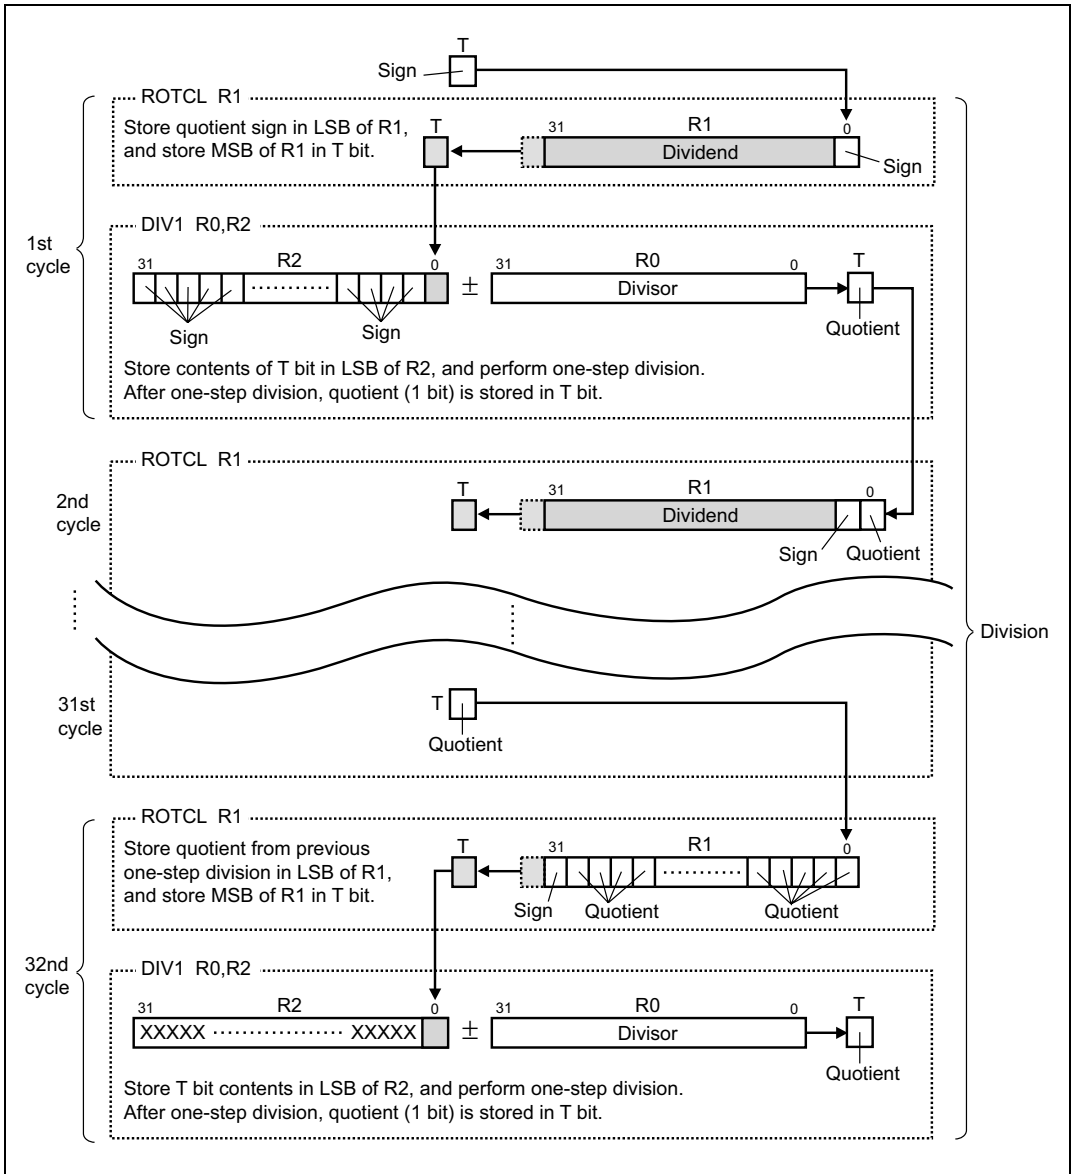 T
Sign
ROTCL R1
Store quotient sign in LSB of R1,
and store MSB of R1 in T bit.
T
31 R1 0
Dividend
Sign
1st
cycle
DIV1 R0,R2
31 R2 0
±
31 R0 0
Divisor
T
Sign Sign
Quotient
Store contents of T bit in LSB of R2, and perform one-step division.
After one-step division, quotient (1 bit) is stored in T bit.
ROTCL R1
2nd
cycle
T
31 R1 0
Dividend
Sign Quotient
Division
31st
cycle
T
Quotient
ROTCL R1
Store quotient from previous
one-step division in LSB of R1,
and store MSB of R1 in T bit.
T
31 R1 0
Sign Quotient Quotient
32nd
cycle
DIV1 R0,R2
31 R2 0
XXXXX ·················· XXXXX
±
31 R0 0
Divisor
T
Quotient
Store T bit contents in LSB of R2, and perform one-step division.
After one-step division, quotient (1 bit) is stored in T bit.